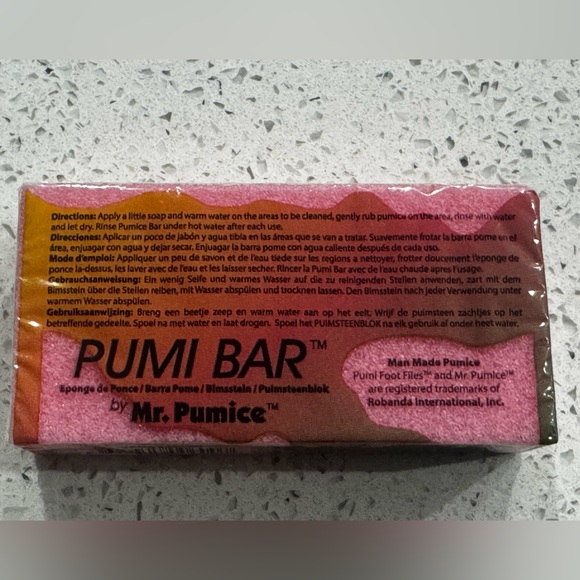 Directions: Apply a little soap and warm water on the areas to be cleaned, gently rub pumice on the area, rinse with water
and let dry. Rinse Pumice Bar under hot water after each use.
Direcciones: Aplicar un poco de jabón y agua tibia en las áreas que se van a tratar. Suavemente frotar la barra pome en el
área, enjuagar con agua y dejar secar. Enjuagar la barra pome con agua caliente después de cada uso.
Mode d'emploi: Appliquer un peu de savon et de l'eau tiède sur les regions a nettoyer, frotter doucement l'éponge de
ponce la-dessus, les laver avec de l'eau et les laisser secher. Rincer la Pumi Bar avec de l'eau chaude apres l'usage.
Gebrauchsanweisung: Ein wenig Seife und warmes Wasser auf die zu reinigenden Stellen anwenden, zart mit dem
Bimsstein über die Stellen reiben, mit Wasser abspülen und trocknen lassen. Den Bimsstein nach jeder Verwendung unter
warmem Wasser abspülen.
Gebruiksaanwijzing: Breng een beetje zeep en warm water aan op het eelt. Wrijf de puimsteen zachtjes op het
betreffende gedeelte. Spoel na met water en laat drogen. Spoel het PUIMSTEENBLOK na elk gebruik af onder heet water.
PUMI BAR™
Eponge de Ponce / Barra Pome / Bimsstein / Puimsteenblok
by Mr. Pumice™
Man Made Pumice
Pumi Foot Files™ and Mr. Pumice™
are registered trademarks of
Robanda International, Inc.